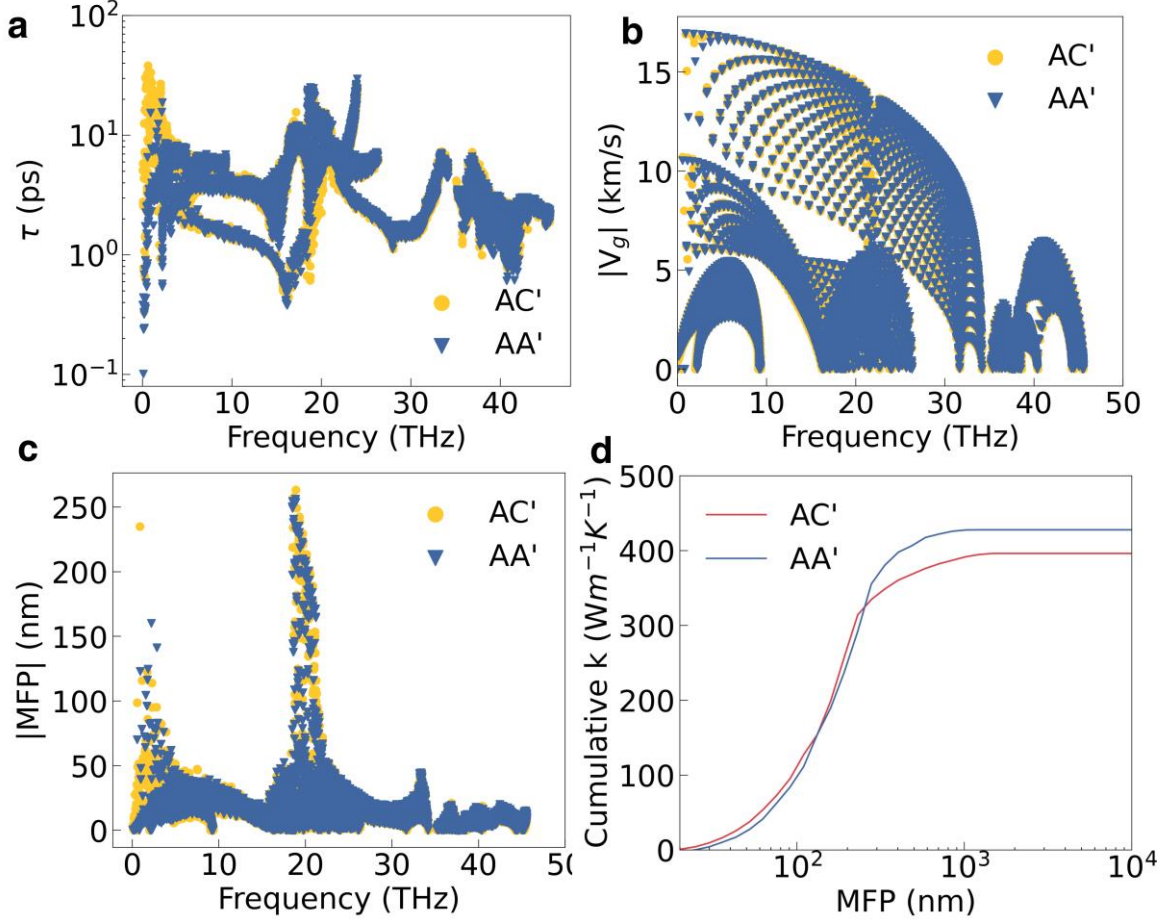 a
10²
10¹
10⁰
10⁻¹
τ (ps)
AC'
AA'
0 10 20 30 40
Frequency (THz)
b
15
10
5
0
|V_g| (km/s)
AC'
AA'
0 10 20 30 40 50
Frequency (THz)
c
250
200
150
100
50
0
|MFP| (nm)
AC'
AA'
0 10 20 30 40 50
Frequency (THz)
d
500
400
300
200
100
0
Cumulative k (Wm⁻¹K⁻¹)
AC'
AA'
10² 10³ 10⁴
MFP (nm)